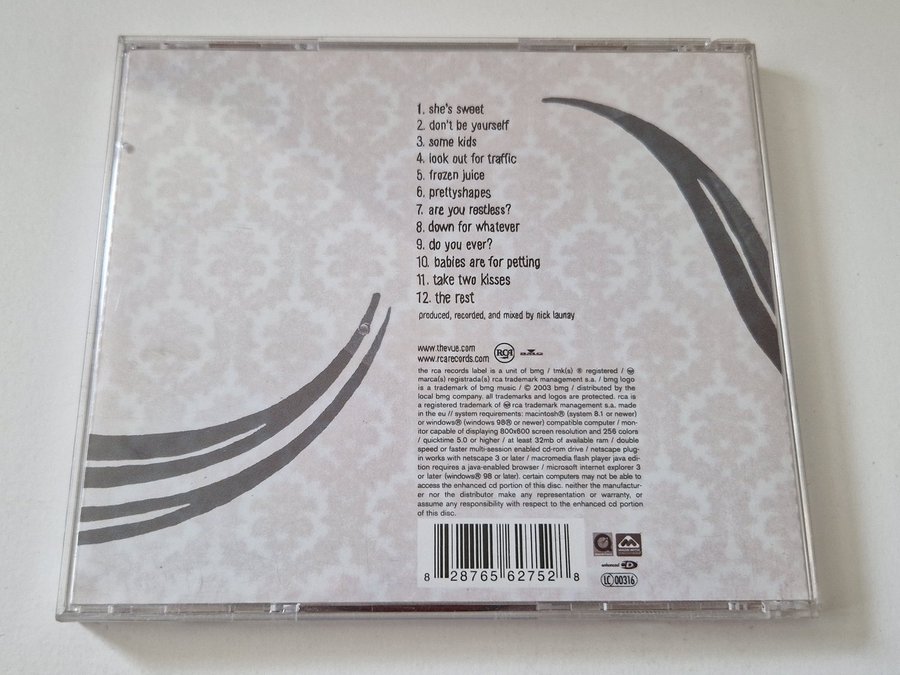 1. she's sweet
2. don't be yourself
3. some kids
4. look out for traffic
5. frozen juice
6. prettyshapes
7. are you restless?
8. down for whatever
9. do you ever?
10. babies are for petting
11. take two kisses
12. the rest
produced, recorded, and mixed by nick launay
www.thevue.com
www.rcarecords.com
RCA
BMG
the rca records label is a unit of bmg / tmk(s) ® registered /
marca(s) registrada(s) rca trademark management s.a. / bmg logo
is a trademark of bmg music / © 2003 bmg / distributed by the
local bmg company. all trademarks and logos are protected. rca is
a registered trademark of rca trademark management s.a. made
in the eu // system requirements: macintosh® (system 8.1 or newer)
or windows® (windows 98® or newer) compatible computer / mon-
itor capable of displaying 800x600 screen resolution and 256 colors
/ quicktime 5.0 or higher / at least 32mb of available ram / double
speed or faster multi-session enabled cd-rom drive / netscape plug-
in works with netscape 3 or later / macromedia flash player java edi-
tion requires a java-enabled browser / microsoft internet explorer 3
or later (windows® 98 or later). certain computers may not be able to
access the enhanced cd portion of this disc. neither the manufactur-
er nor the distributor make any representation or warranty, or
assume any responsibility with respect to the enhanced cd portion
of this disc.
8 28765 62752 8
enhanced CD
LC 00316